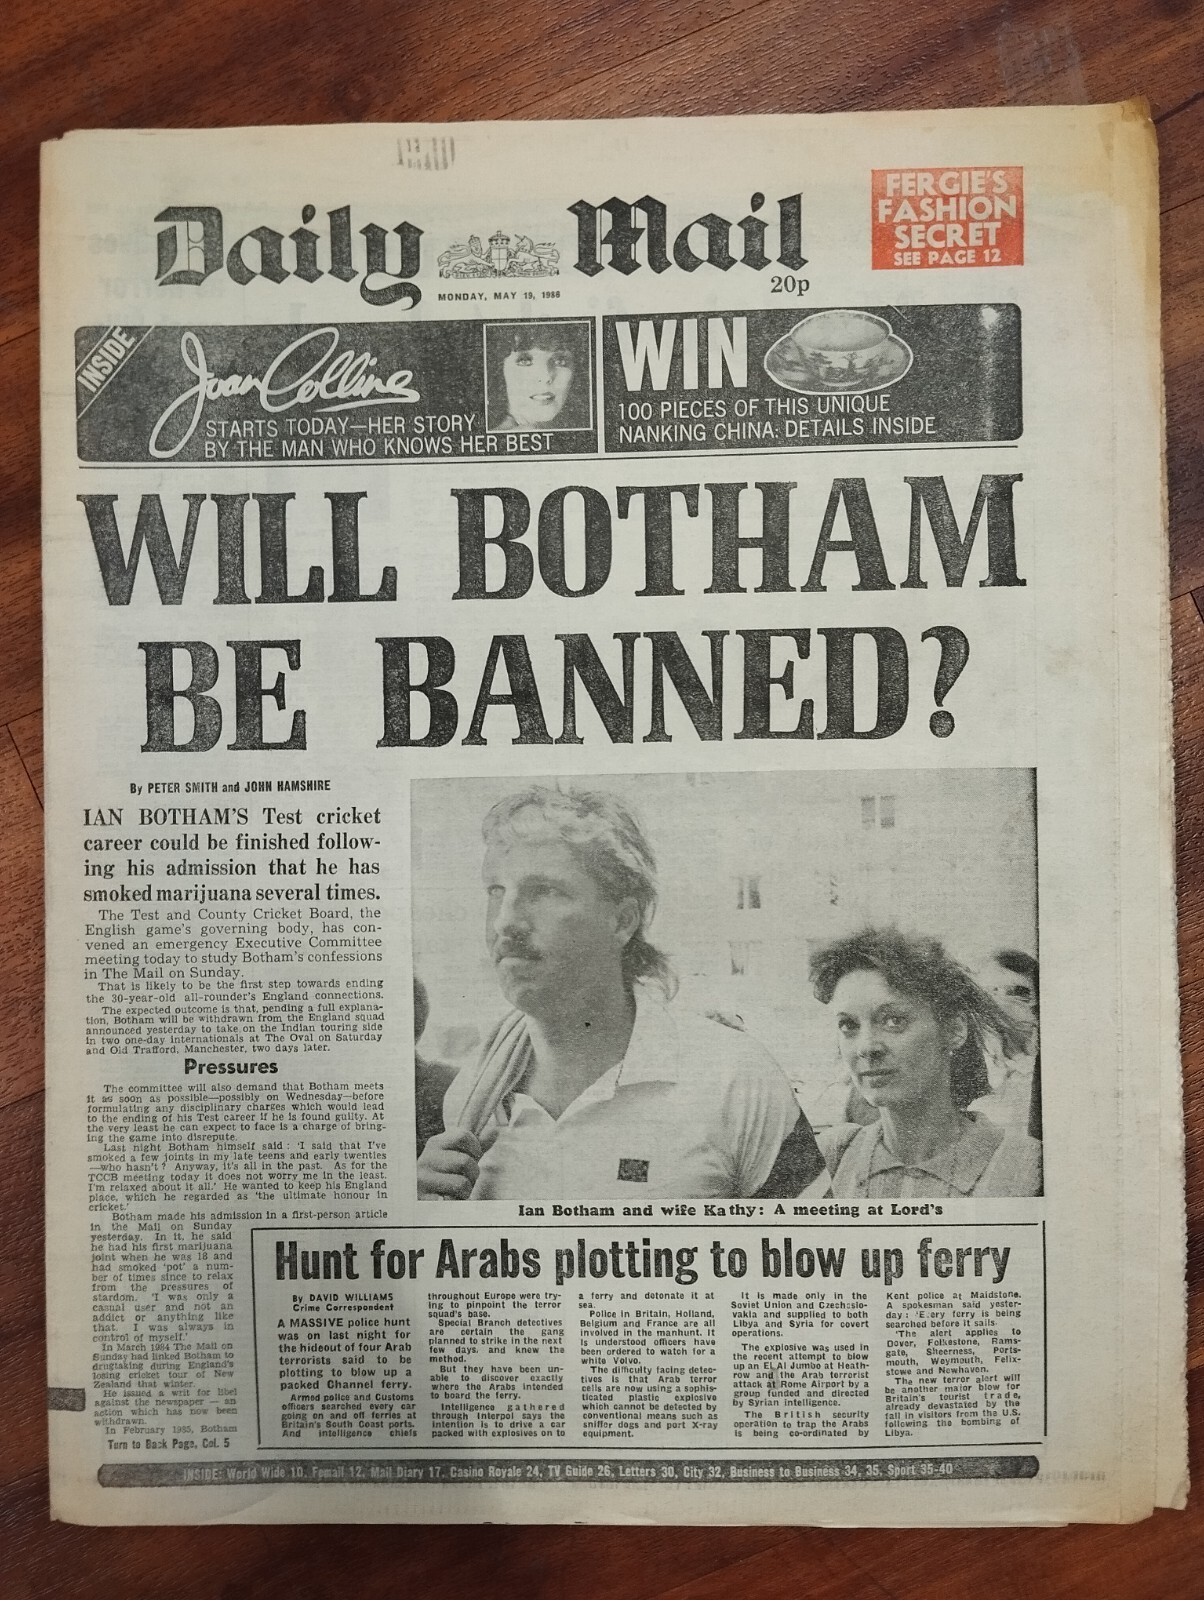 Daily Mail
MONDAY, MAY 19, 1986
20p
FERGIE'S
FASHION
SECRET
SEE PAGE 12
INSIDE
Joan Collins
STARTS TODAY—HER STORY
BY THE MAN WHO KNOWS HER BEST
WIN
100 PIECES OF THIS UNIQUE
NANKING CHINA: DETAILS INSIDE
WILL BOTHAM
BE BANNED?
By PETER SMITH and JOHN HAMSHIRE
IAN BOTHAM'S Test cricket
career could be finished follow-
ing his admission that he has
smoked marijuana several times.
The Test and County Cricket Board, the
English game's governing body, has con-
vened an emergency Executive Committee
meeting today to study Botham's confessions
in The Mail on Sunday.
That is likely to be the first step towards ending
the 30-year-old all-rounder's England connections.
The expected outcome is that, pending a full explana-
tion, Botham will be withdrawn from the England squad
announced yesterday to take on the Indian touring side
in two one-day internationals at The Oval on Saturday
and Old Trafford, Manchester, two days later.
Pressures
The committee will also demand that Botham meets
it as soon as possible—possibly on Wednesday—before
formulating any disciplinary charges which would lead
to the ending of his Test career if he is found guilty. At
the very least he can expect to face is a charge of bring-
ing the game into disrepute.
Last night Botham himself said : 'I said that I've
smoked a few joints in my late teens and early twenties
—who hasn't ? Anyway, it's all in the past. As for the
TCCB meeting today it does not worry me in the least.
I'm relaxed about it all.' He wanted to keep his England
place, which he regarded as 'the ultimate honour in
cricket.'
Botham made his admission in a first-person article
in the Mail on Sunday
yesterday. In it, he said
he had his first marijuana
joint when he was 18 and
had smoked 'pot' a num-
ber of times since to relax
from the pressures of
stardom. 'I was only a
casual user and not an
addict or anything like
that. I was always in
control of myself.'
In March 1984 The Mail on
Sunday had linked Botham to
drugtaking during England's
losing cricket tour of New
Zealand that winter.
He issued a writ for libel
against the newspaper — an
action which has now been
withdrawn.
In February 1985, Botham
Turn to Back Page, Col. 5
Ian Botham and wife Kathy: A meeting at Lord's
Hunt for Arabs plotting to blow up ferry
By DAVID WILLIAMS
Crime Correspondent
A MASSIVE police hunt
was on last night for
the hideout of four Arab
terrorists said to be
plotting to blow up a
packed Channel ferry.
Armed police and Customs
officers searched every car
going on and off ferries at
Britain's South Coast ports.
And intelligence chiefs
throughout Europe were try-
ing to pinpoint the terror
squad's base.
Special Branch detectives
are certain the gang
planned to strike in the next
few days, and knew the
method.
But they have been un-
able to discover exactly
where the Arabs intended
to board the ferry.
Intelligence gathered
through Interpol says the
intention is to drive a car
packed with explosives on to
a ferry and detonate it at
sea.
Police in Britain, Holland,
Belgium and France are all
involved in the manhunt. It
is understood officers have
been ordered to watch for a
white Volvo.
The difficulty facing detec-
tives is that Arab terror
cells are now using a sophis-
ticated plastic explosive
which cannot be detected by
conventional means such as
sniffer dogs and port X-ray
equipment.
It is made only in the
Soviet Union and Czechoslo-
vakia and supplied to both
Libya and Syria for covert
operations.
The explosive was used in
the recent attempt to blow
up an El Al Jumbo at Heath-
row and the Arab terrorist
attack at Rome Airport by a
group funded and directed
by Syrian intelligence.
The British security
operation to trap the Arabs
is being co-ordinated by
Kent police at Maidstone.
A spokesman said yester-
day : 'Every ferry is being
searched before it sails.
'The alert applies to
Dover, Folkestone, Rams-
gate, Sheerness, Ports-
mouth, Weymouth, Felix-
stowe and Newhaven.
The new terror alert will
be another major blow for
Britain's tourist trade,
already devastated by the
fall in visitors from the U.S.
following the bombing of
Libya.
INSIDE: World Wide 10, Femail 12, Mail Diary 17, Casino Royale 24, TV Guide 26, Letters 30, City 32, Business to Business 34, 35, Sport 35-40